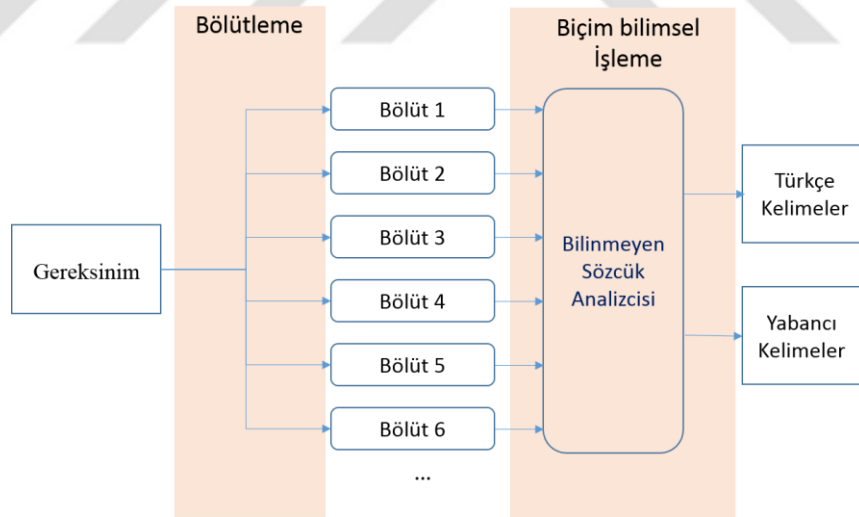 Bölütleme
Biçim bilimsel
İşleme
Gereksinim
Bölüt 1
Bölüt 2
Bölüt 3
Bölüt 4
Bölüt 5
Bölüt 6
...
Bilinmeyen
Sözcük
Analizcisi
Türkçe
Kelimeler
Yabancı
Kelimeler